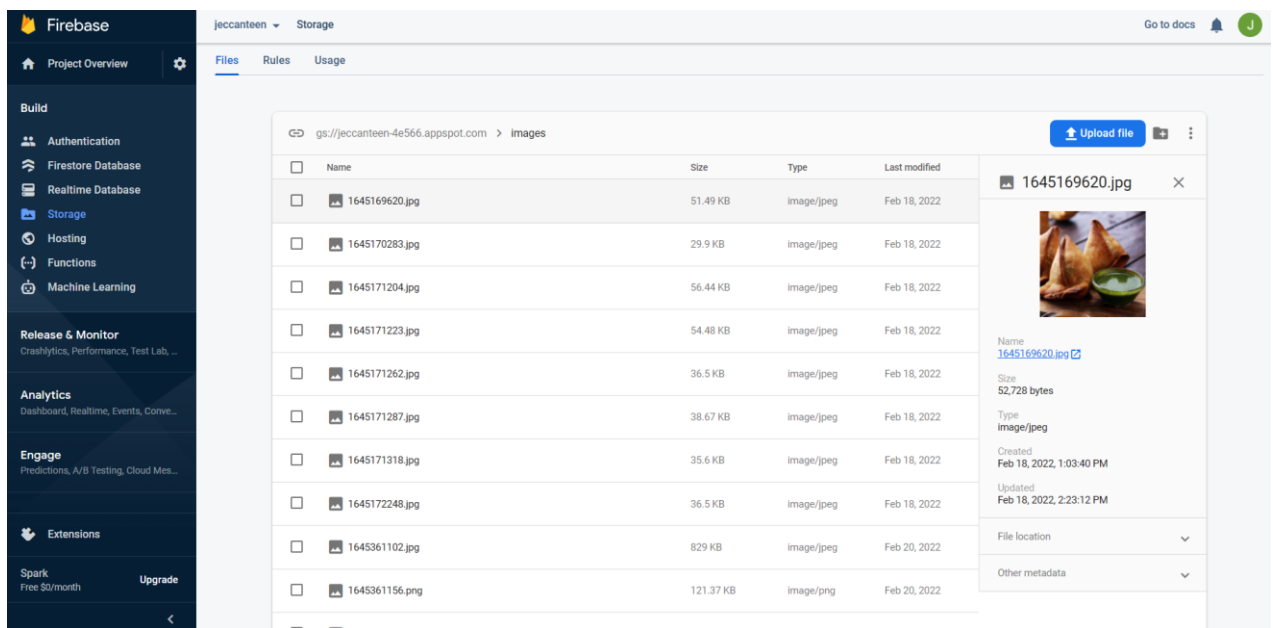 Firebase
jeccanteen Storage Go to docs J
Project Overview
Files Rules Usage
Build
Authentication
Firestore Database
Realtime Database
Storage
Hosting
Functions
Machine Learning
Release & Monitor
Crashlytics, Performance, Test Lab, ...
Analytics
Dashboard, Realtime, Events, Conve...
Engage
Predictions, A/B Testing, Cloud Mes...
Extensions
Spark
Free $0/month
Upgrade
gs://jeccanteen-4e566.appspot.com > images
Upload file
Name Size Type Last modified
1645169620.jpg 51.49 KB image/jpeg Feb 18, 2022
1645170283.jpg 29.9 KB image/jpeg Feb 18, 2022
1645171204.jpg 56.44 KB image/jpeg Feb 18, 2022
1645171223.jpg 54.48 KB image/jpeg Feb 18, 2022
1645171262.jpg 36.5 KB image/jpeg Feb 18, 2022
1645171287.jpg 38.67 KB image/jpeg Feb 18, 2022
1645171318.jpg 35.6 KB image/jpeg Feb 18, 2022
1645172248.jpg 36.5 KB image/jpeg Feb 18, 2022
1645361102.jpg 829 KB image/jpeg Feb 20, 2022
1645361156.png 121.37 KB image/png Feb 20, 2022
1645169620.jpg
Name
1645169620.jpg
Size
52,728 bytes
Type
image/jpeg
Created
Feb 18, 2022, 1:03:40 PM
Updated
Feb 18, 2022, 2:23:12 PM
File location
Other metadata